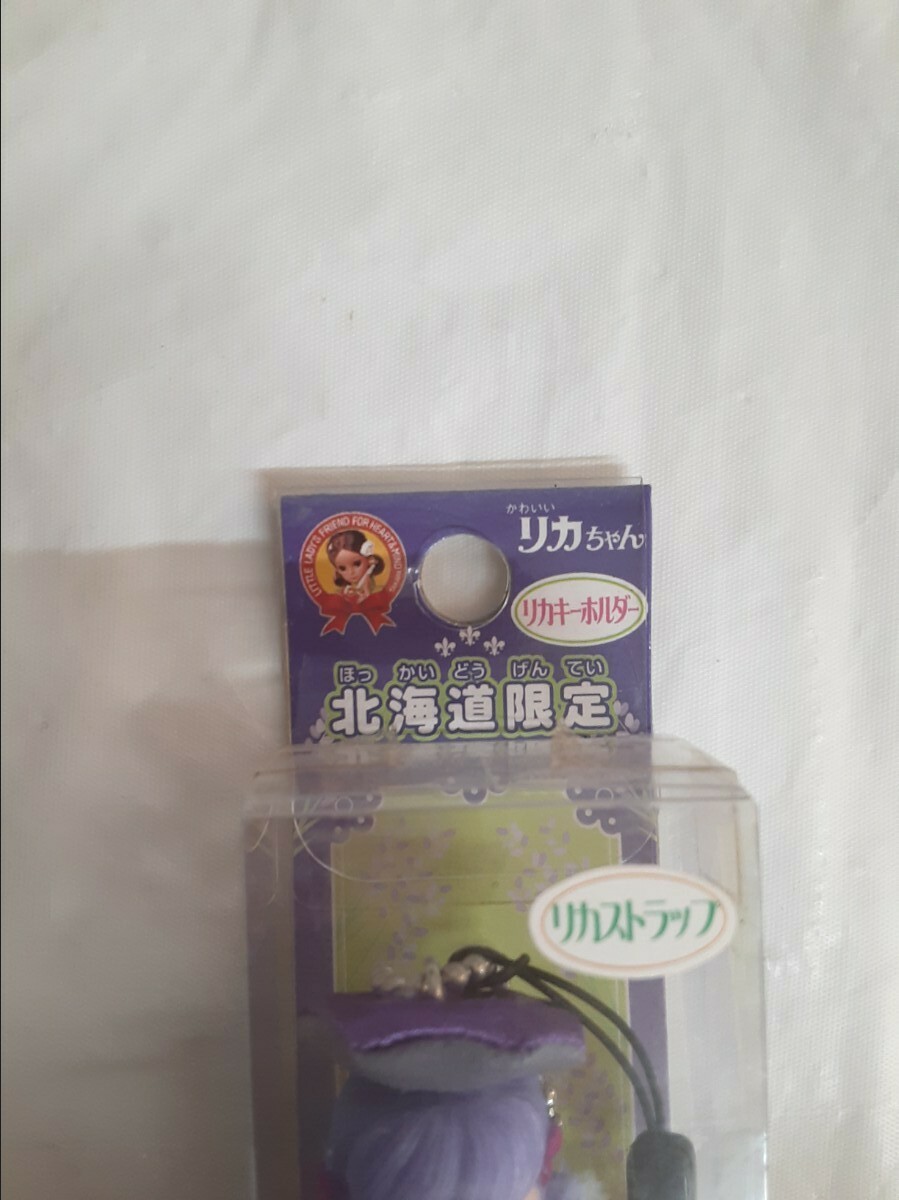 かわいい
リカちゃん
LITTLE LADY'S FRIEND FOR HEART & MIND
リカキーホルダー
ほっかいどうげんてい
北海道限定
リカストラップ